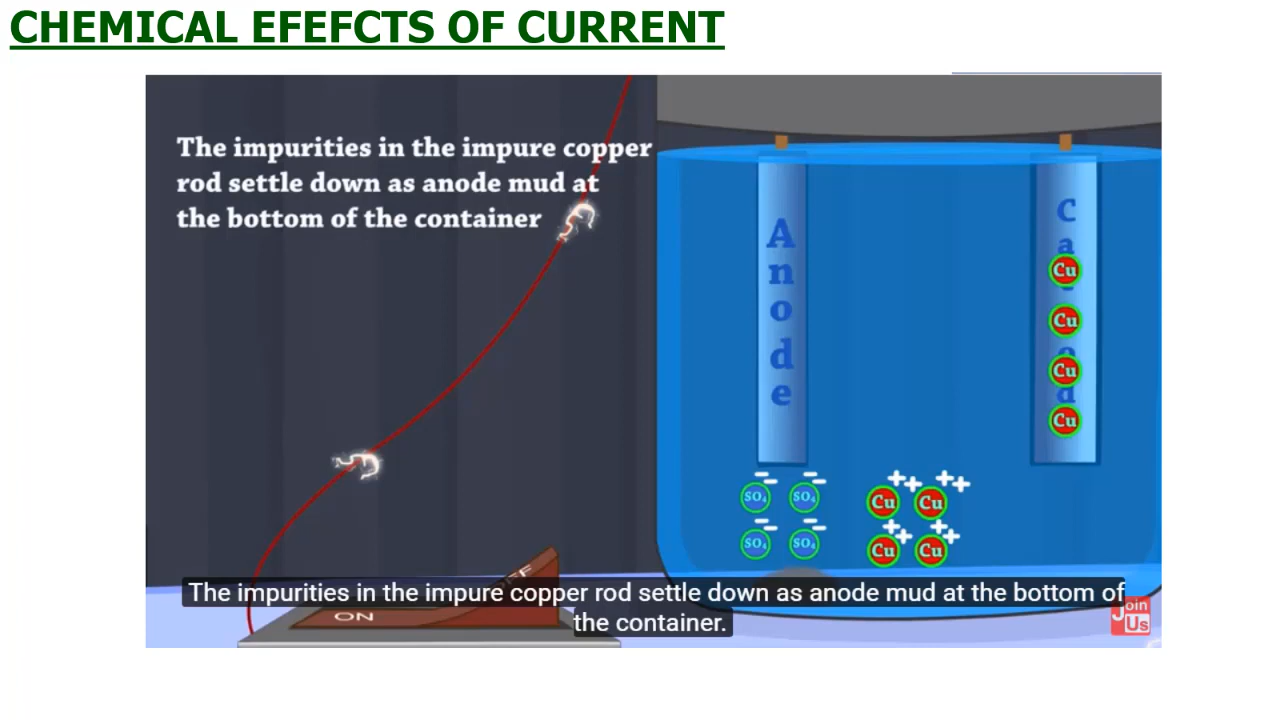 CHEMICAL EFEFCTS OF CURRENT
The impurities in the impure copper
rod settle down as anode mud at
the bottom of the container
Anode
Ca
d
Cu
Cu
Cu
Cu
SO₄ SO₄
SO₄ SO₄
Cu Cu
Cu Cu
OFF
ON
The impurities in the impure copper rod settle down as anode mud at the bottom of
the container.
Join
Us